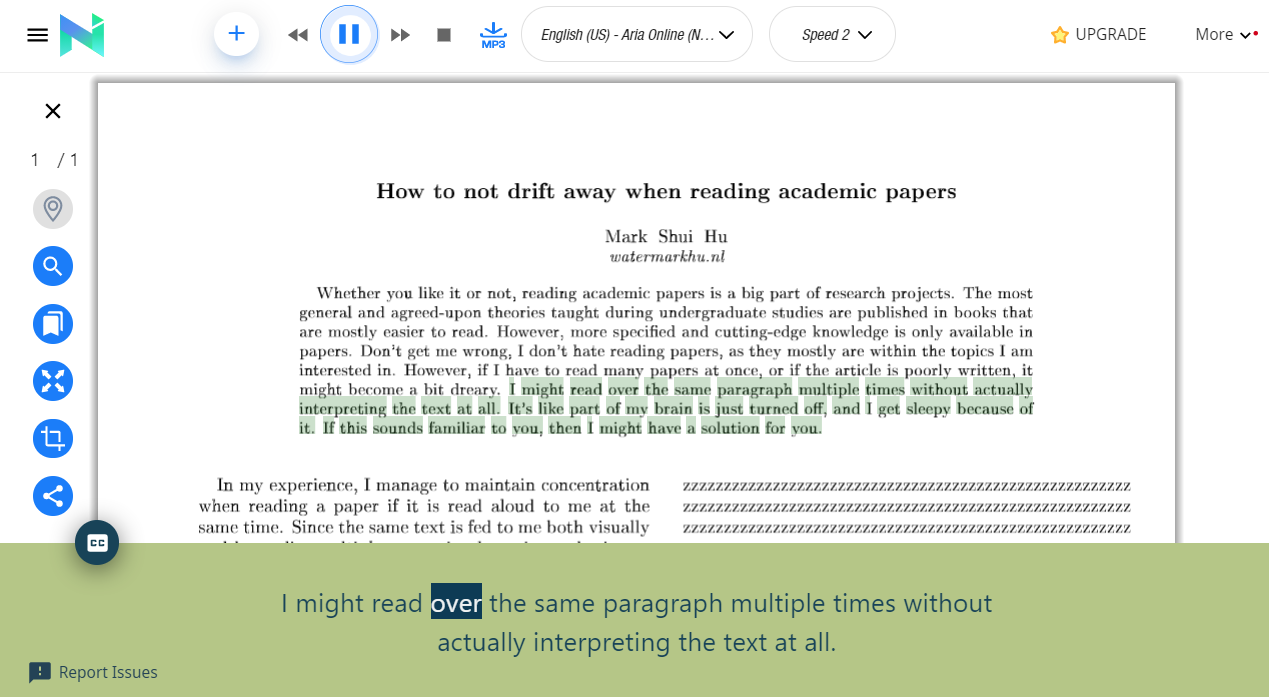 MP3
English (US) - Aria Online (N...
Speed 2
UPGRADE
More
1 / 1
How to not drift away when reading academic papers
Mark Shui Hu
watermarkhu.nl
Whether you like it or not, reading academic papers is a big part of research projects. The most
general and agreed-upon theories taught during undergraduate studies are published in books that
are mostly easier to read. However, more specified and cutting-edge knowledge is only available in
papers. Don't get me wrong, I don't hate reading papers, as they mostly are within the topics I am
interested in. However, if I have to read many papers at once, or if the article is poorly written, it
might become a bit dreary. I might read over the same paragraph multiple times without actually
interpreting the text at all. It's like part of my brain is just turned off, and I get sleepy because of
it. If this sounds familiar to you, then I might have a solution for you.
In my experience, I manage to maintain concentration
when reading a paper if it is read aloud to me at the
same time. Since the same text is fed to me both visually
zzzzzzzzzzzzzzzzzzzzzzzzzzzzzzzzzzzzzzzzzzzzzzzzzzz
zzzzzzzzzzzzzzzzzzzzzzzzzzzzzzzzzzzzzzzzzzzzzzzzzzz
zzzzzzzzzzzzzzzzzzzzzzzzzzzzzzzzzzzzzzzzzzzzzzzzzzz
CC
I might read over the same paragraph multiple times without
actually interpreting the text at all.
Report Issues